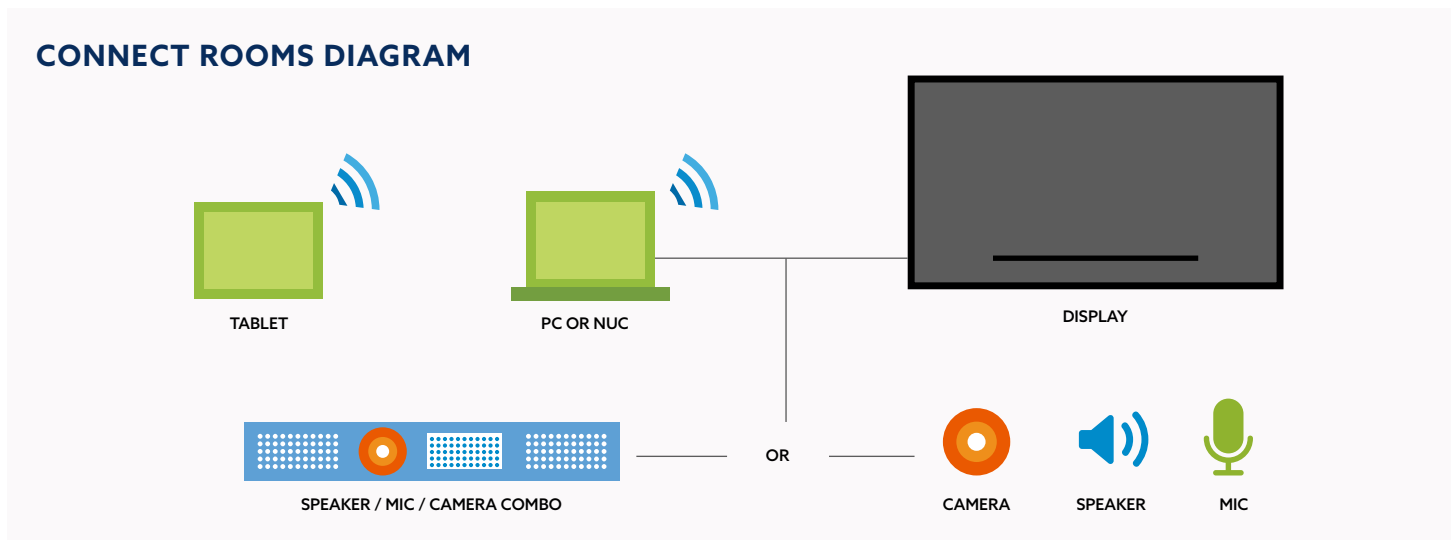 CONNECT ROOMS DIAGRAM
TABLET
PC OR NUC
DISPLAY
OR
SPEAKER / MIC / CAMERA COMBO
CAMERA
SPEAKER
MIC